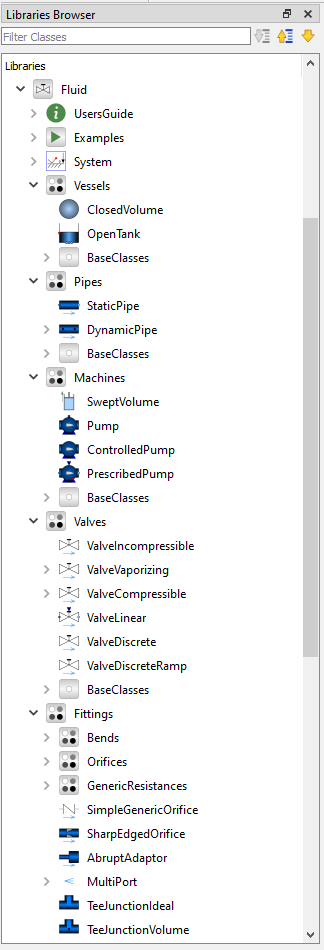 Libraries Browser
Filter Classes
Libraries
Fluid
UsersGuide
Examples
System
Vessels
ClosedVolume
OpenTank
BaseClasses
Pipes
StaticPipe
DynamicPipe
BaseClasses
Machines
SweptVolume
Pump
ControlledPump
PrescribedPump
BaseClasses
Valves
ValveIncompressible
ValveVaporizing
ValveCompressible
ValveLinear
ValveDiscrete
ValveDiscreteRamp
BaseClasses
Fittings
Bends
Orifices
GenericResistances
SimpleGenericOrifice
SharpEdgedOrifice
AbruptAdaptor
MultiPort
TeeJunctionIdeal
TeeJunctionVolume